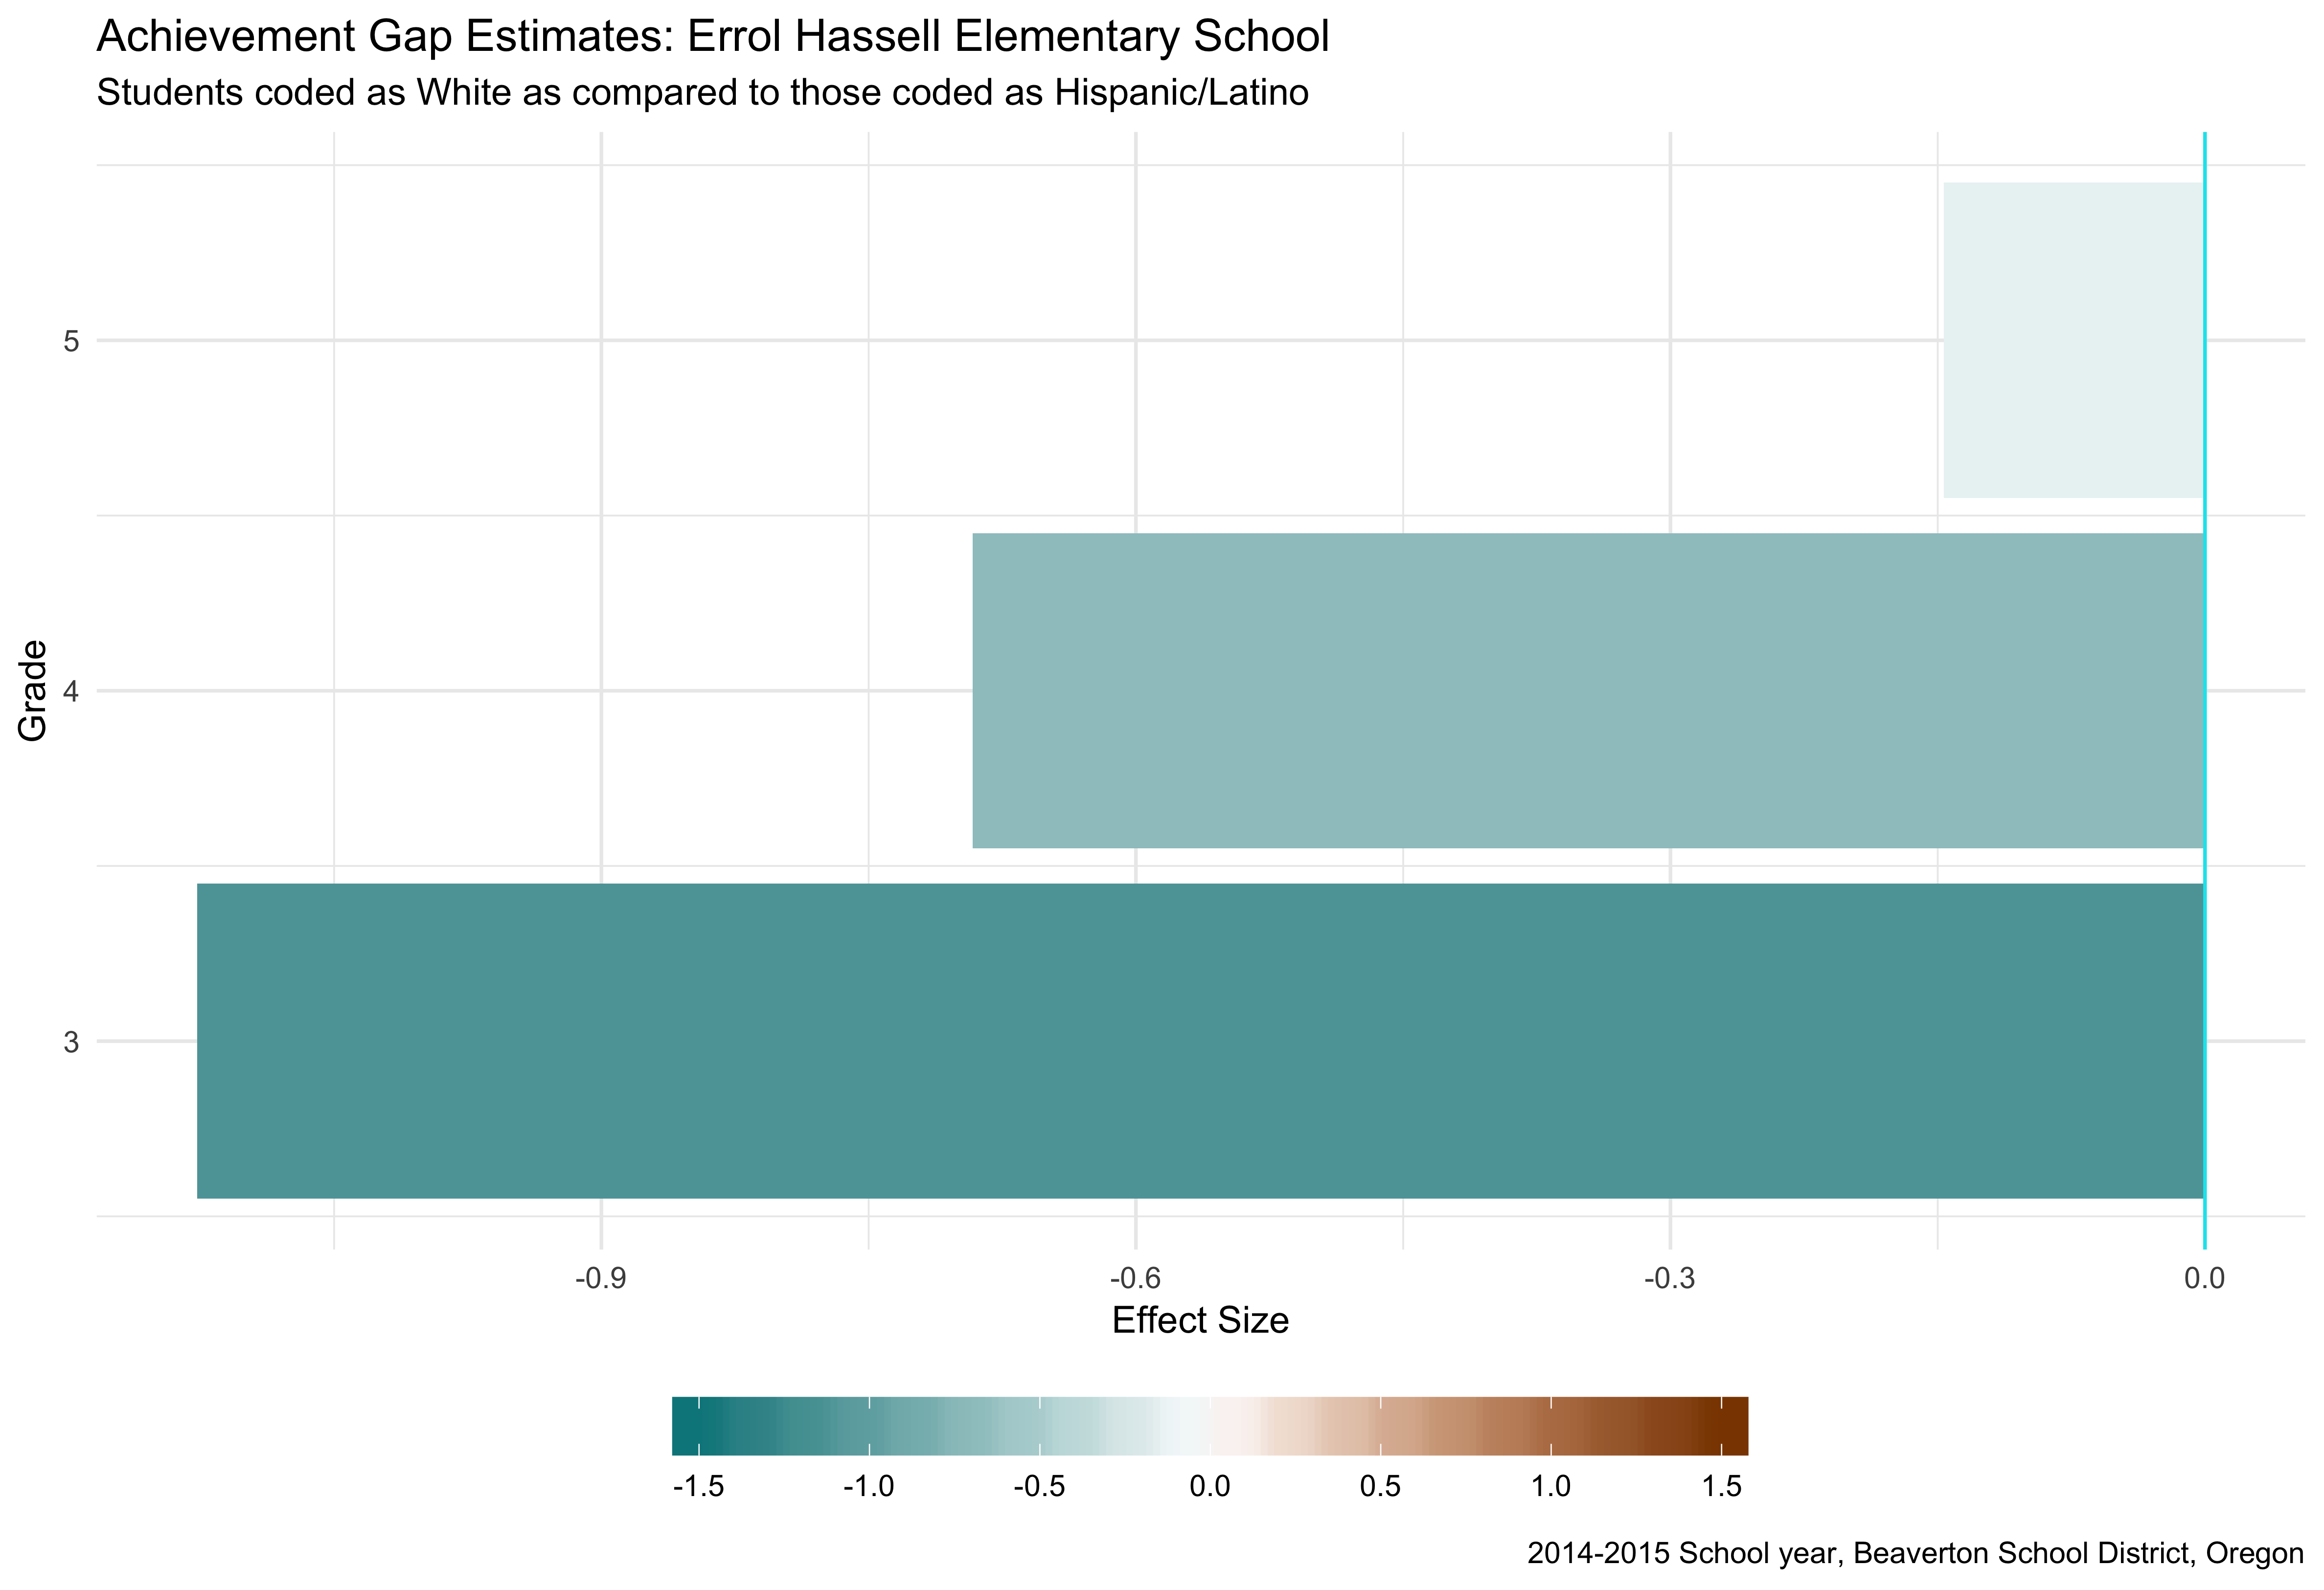 Achievement Gap Estimates: Errol Hassell Elementary School
Students coded as White as compared to those coded as Hispanic/Latino
Grade
5
4
3
-0.9 -0.6 -0.3 0.0
Effect Size
-1.5 -1.0 -0.5 0.0 0.5 1.0 1.5
2014-2015 School year, Beaverton School District, Oregon